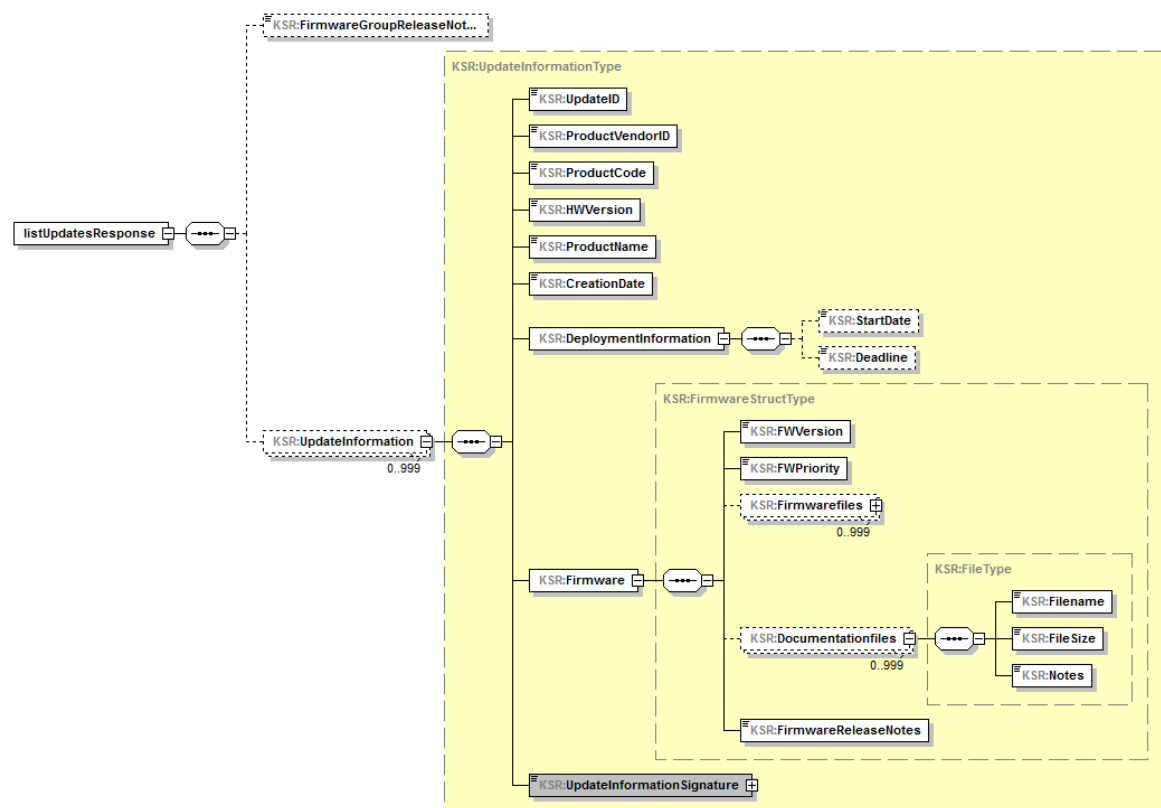 KSR:FirmwareGroupReleaseNot...
KSR:UpdateInformationType
KSR:UpdateID
KSR:ProductVendorID
KSR:ProductCode
KSR:HWVersion
listUpdatesResponse
KSR:ProductName
KSR:CreationDate
KSR:DeploymentInformation
KSR:StartDate
KSR:Deadline
KSR:FirmwareStructType
KSR:UpdateInformation
0..999
KSR:FWVersion
KSR:FWPriority
KSR:Firmwarefiles
0..999
KSR:Firmware
KSR:Documentationfiles
0..999
KSR:FileType
KSR:Filename
KSR:FileSize
KSR:Notes
KSR:FirmwareReleaseNotes
KSR:UpdateInformationSignature